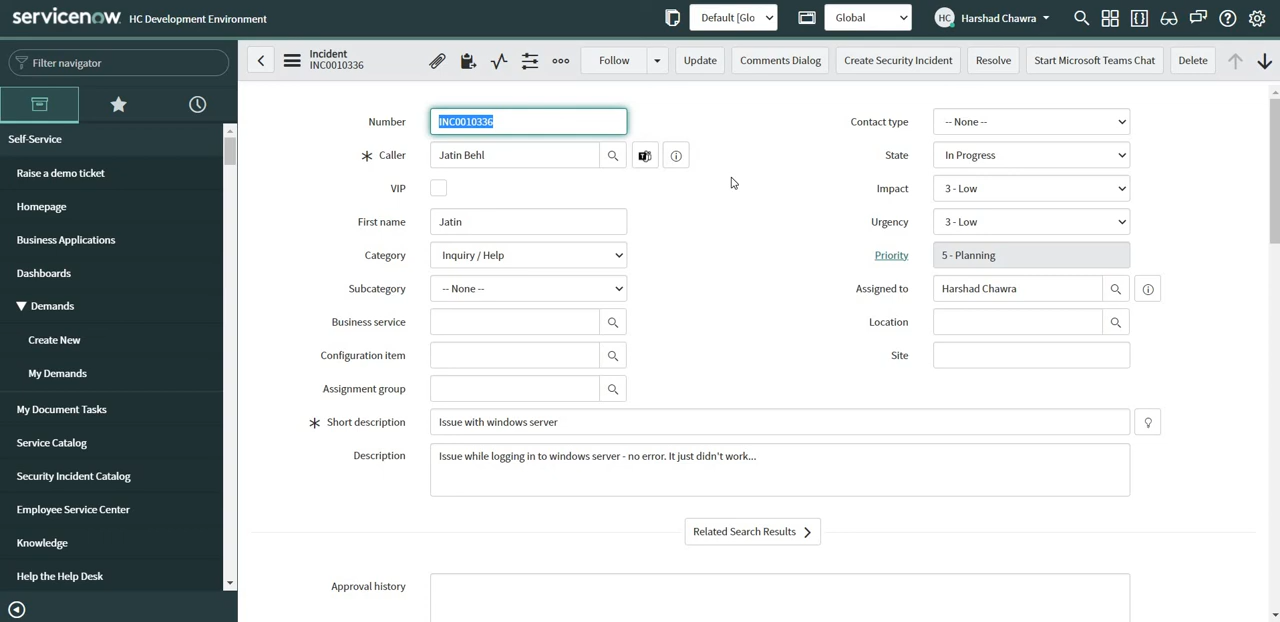 servicenow HC Development Environment Default [Glo Global HC Harshad Chawra
Filter navigator
Self-Service
Raise a demo ticket
Homepage
Business Applications
Dashboards
Demands
Create New
My Demands
My Document Tasks
Service Catalog
Security Incident Catalog
Employee Service Center
Knowledge
Help the Help Desk
Incident
INC0010336
Follow Update Comments Dialog Create Security Incident Resolve Start Microsoft Teams Chat Delete
Number INC0010336
Caller Jatin Behl
VIP
First name Jatin
Category Inquiry / Help
Subcategory -- None --
Business service
Configuration item
Assignment group
Contact type -- None --
State In Progress
Impact 3 - Low
Urgency 3 - Low
Priority 5 - Planning
Assigned to Harshad Chawra
Location
Site
Short description Issue with windows server
Description Issue while logging in to windows server - no error. It just didn't work...
Related Search Results
Approval history